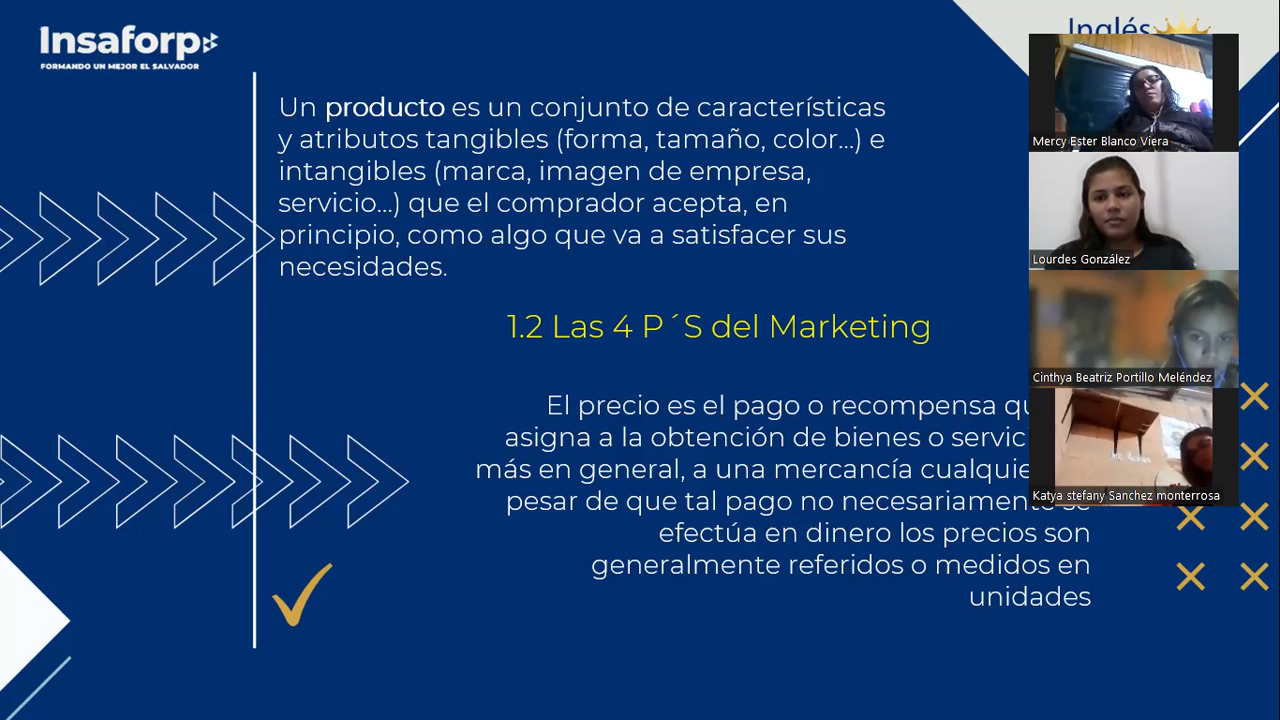 Insaforp
FORMANDO UN MEJOR EL SALVADOR
Inglés
Un producto es un conjunto de características
y atributos tangibles (forma, tamaño, color...) e
intangibles (marca, imagen de empresa,
servicio...) que el comprador acepta, en
principio, como algo que va a satisfacer sus
necesidades.
1.2 Las 4 P´S del Marketing
El precio es el pago o recompensa
asigna a la obtención de bienes o
más en general, a una mercancía
pesar de que tal pago no necesariamente se
efectúa en dinero los precios son
generalmente referidos o medidos en
unidades
Mercy Ester Blanco Viera
Lourdes González
Cinthya Beatriz Portillo Meléndez
Katya stefany Sanchez monterrosa